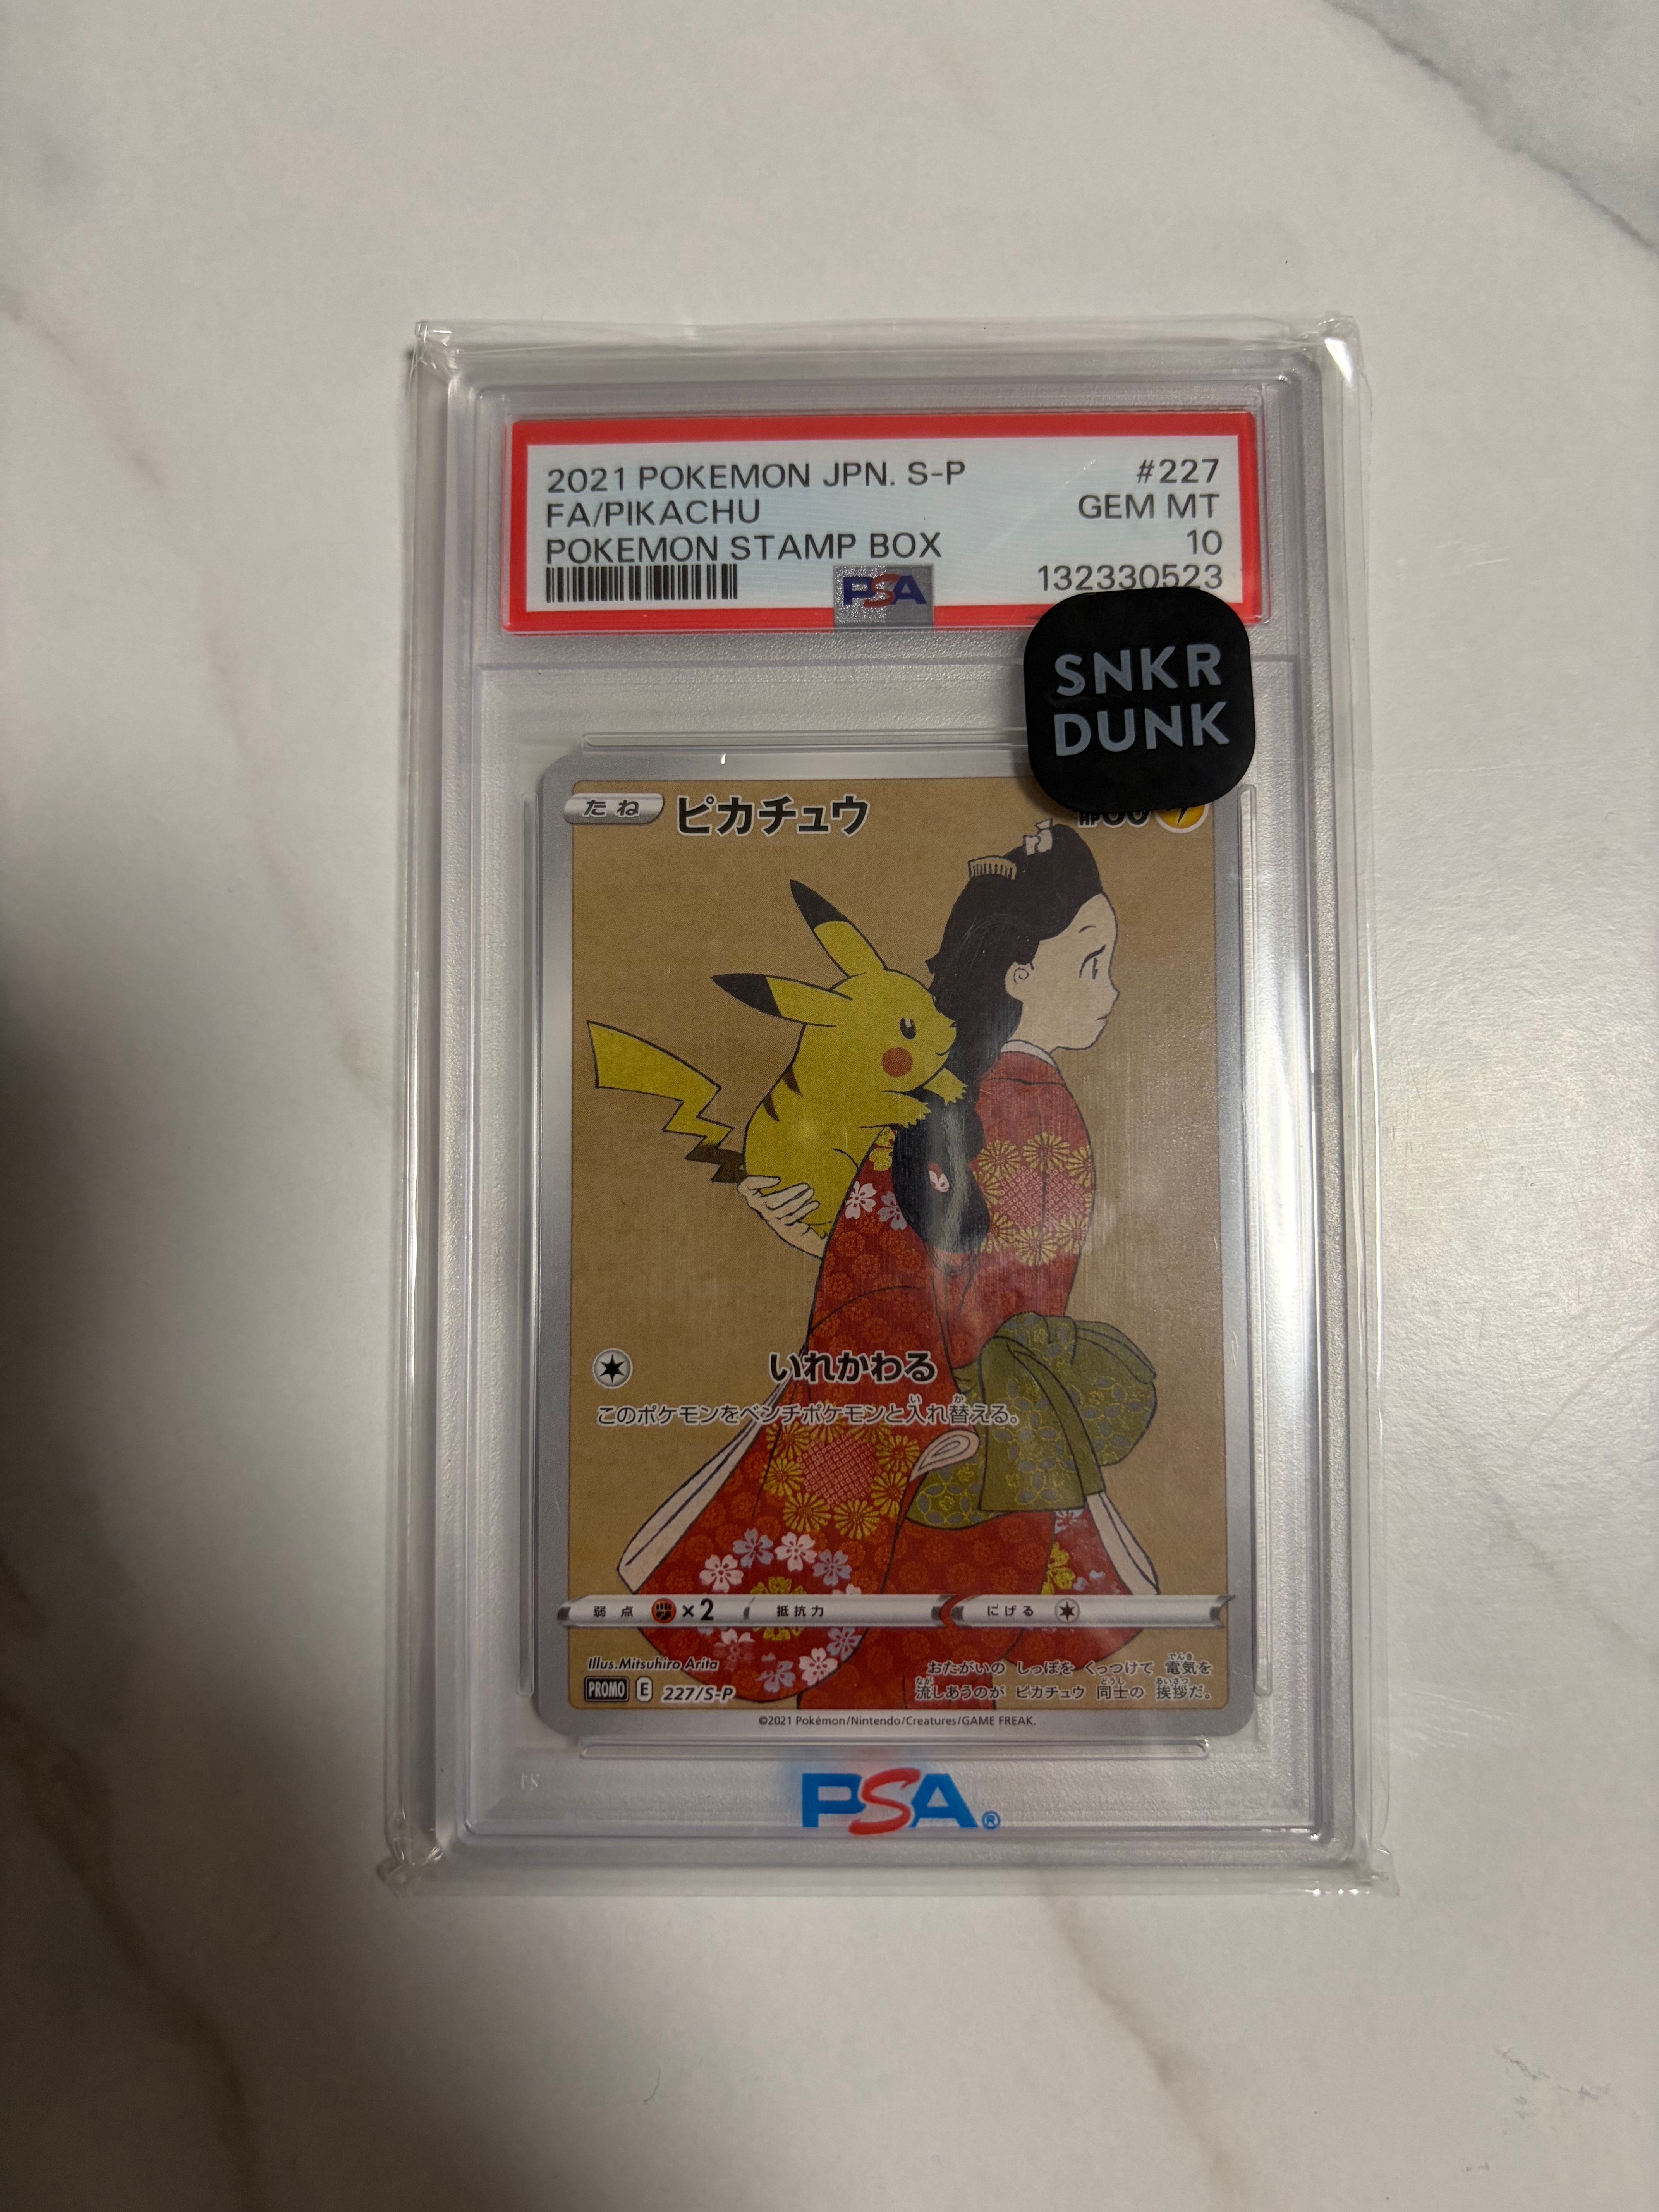 2021 POKEMON JPN. S-P #227
FA/PIKACHU GEM MT
POKEMON STAMP BOX 10
132330523
PSA
SNKR
DUNK
たね ピカチュウ
いれかわる
このポケモンをベンチポケモンと入れ替える。
弱点 ×2 抵抗力 にげる
Illus.Mitsuhiro Arita
おたがいの しっぽを くっつけて 電気を
PROMO E 227/S-P
流しあうのが ピカチュウ 同士の 挨拶だ。
©2021 Pokémon/Nintendo/Creatures/GAME FREAK.
PSA®